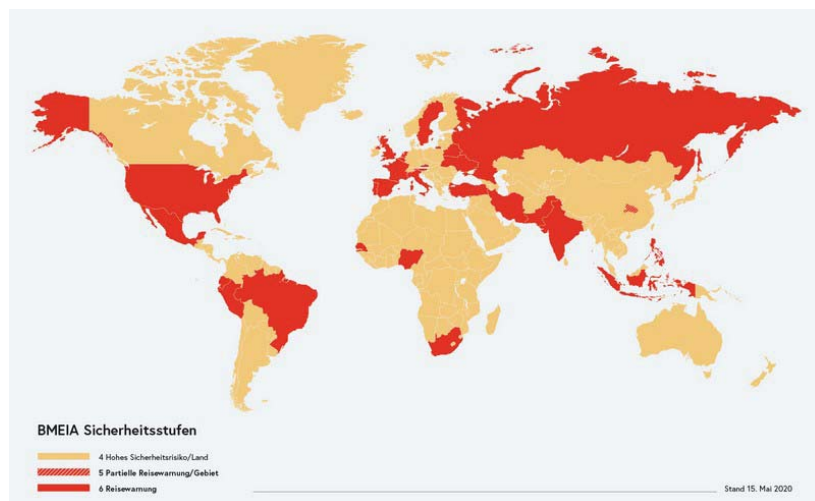 BMEIA Sicherheitsstufen
4 Hohes Sicherheitsrisiko/Land
5 Partielle Reisewarnung/Gebiet
6 Reisewarnung
Stand 15. Mai 2020